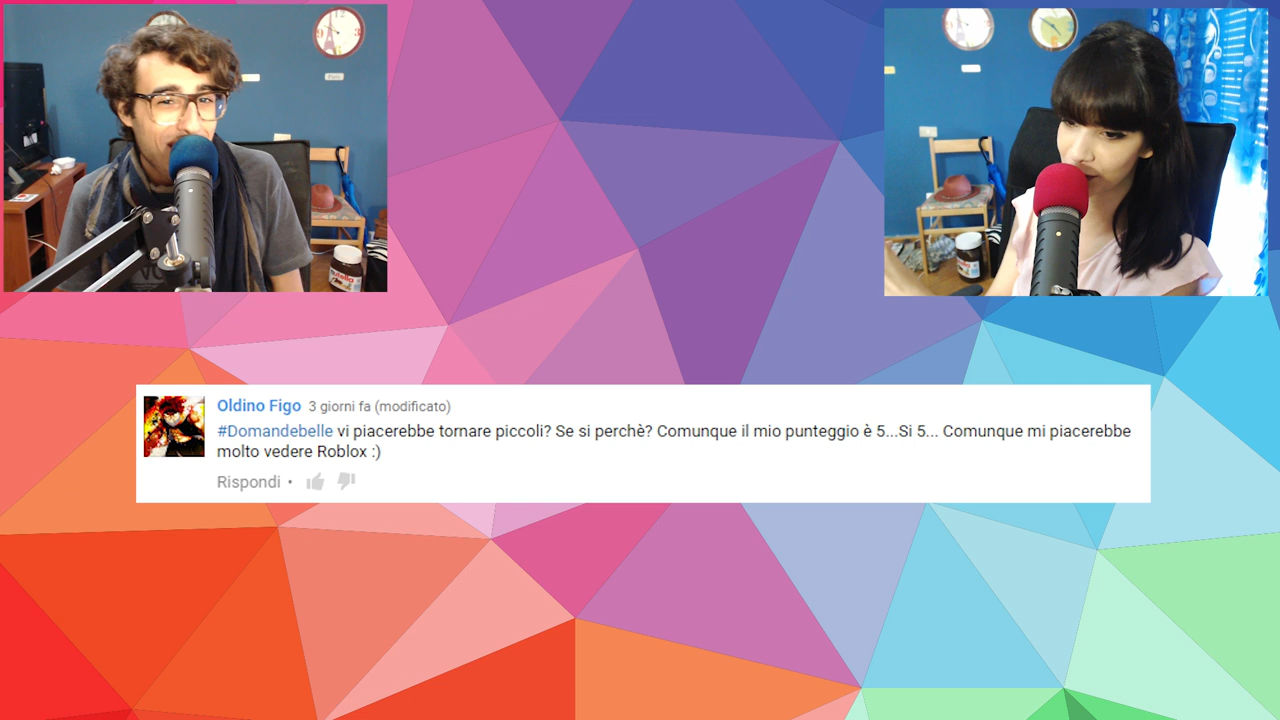 Oldino Figo 3 giorni fa (modificato)
#Domandebelle vi piacerebbe tornare piccoli? Se si perchè? Comunque il mio punteggio è 5...Si 5... Comunque mi piacerebbe
molto vedere Roblox :)
Rispondi •
nutella